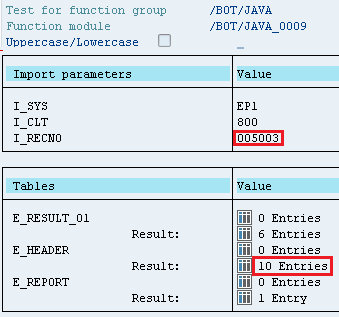 Test for function group /BOT/JAVA
Function module /BOT/JAVA_0009
Uppercase/Lowercase
Import parameters Value
I_SYS EP1
I_CLT 800
I_RECNO 005003
Tables Value
E_RESULT_01 0 Entries
Result: 6 Entries
E_HEADER 0 Entries
Result: 10 Entries
E_REPORT 0 Entries
Result: 1 Entry